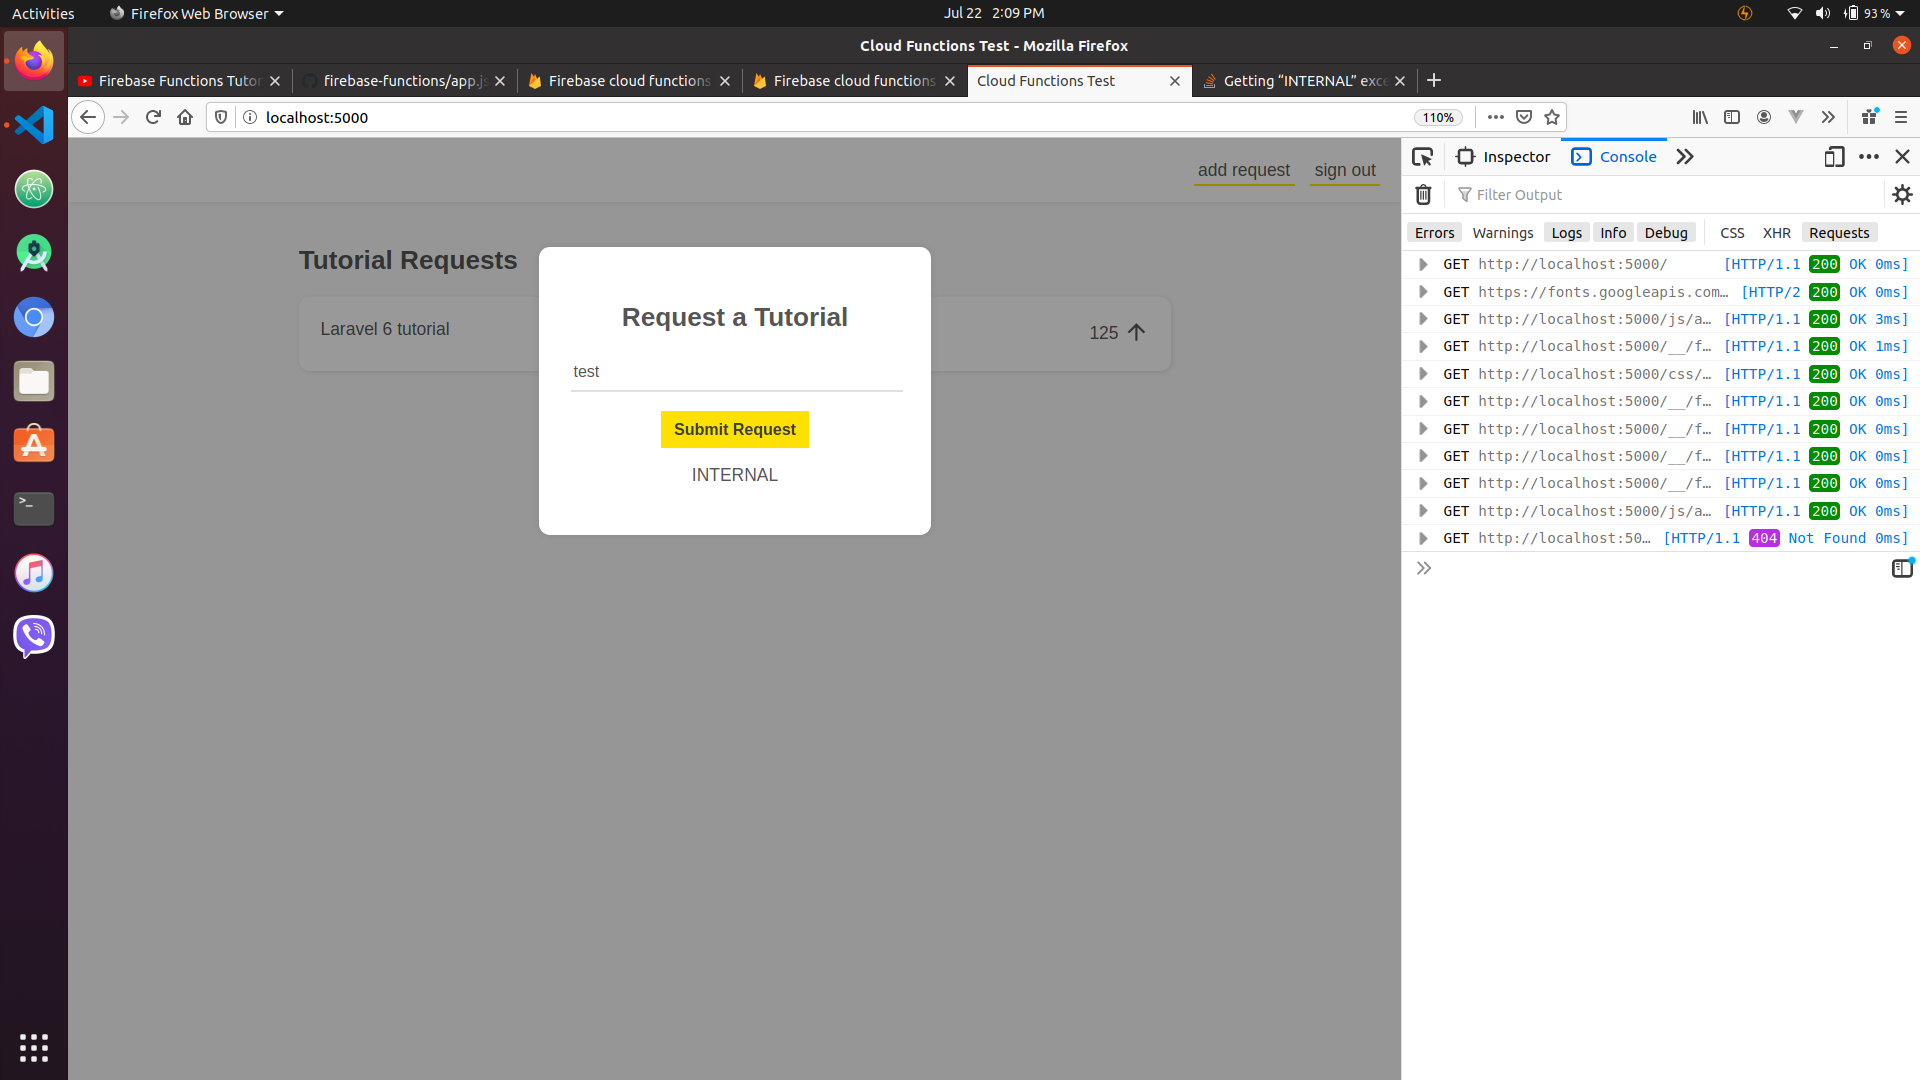 Activities
Firefox Web Browser
Jul 22 2:09 PM
93 %
Cloud Functions Test - Mozilla Firefox
Firebase Functions Tutor
firebase-functions/app.js
Firebase cloud functions
Firebase cloud functions
Cloud Functions Test
Getting “INTERNAL” exce
localhost:5000
110%
add request
sign out
Tutorial Requests
Laravel 6 tutorial
125
Request a Tutorial
test
Submit Request
INTERNAL
Inspector
Console
Filter Output
Errors Warnings Logs Info Debug CSS XHR Requests
GET http://localhost:5000/ [HTTP/1.1 200 OK 0ms]
GET https://fonts.googleapis.com… [HTTP/2 200 OK 0ms]
GET http://localhost:5000/js/a… [HTTP/1.1 200 OK 3ms]
GET http://localhost:5000/__/f… [HTTP/1.1 200 OK 1ms]
GET http://localhost:5000/css/… [HTTP/1.1 200 OK 0ms]
GET http://localhost:5000/__/f… [HTTP/1.1 200 OK 0ms]
GET http://localhost:5000/__/f… [HTTP/1.1 200 OK 0ms]
GET http://localhost:5000/__/f… [HTTP/1.1 200 OK 0ms]
GET http://localhost:5000/__/f… [HTTP/1.1 200 OK 0ms]
GET http://localhost:5000/js/a… [HTTP/1.1 200 OK 0ms]
GET http://localhost:50… [HTTP/1.1 404 Not Found 0ms]